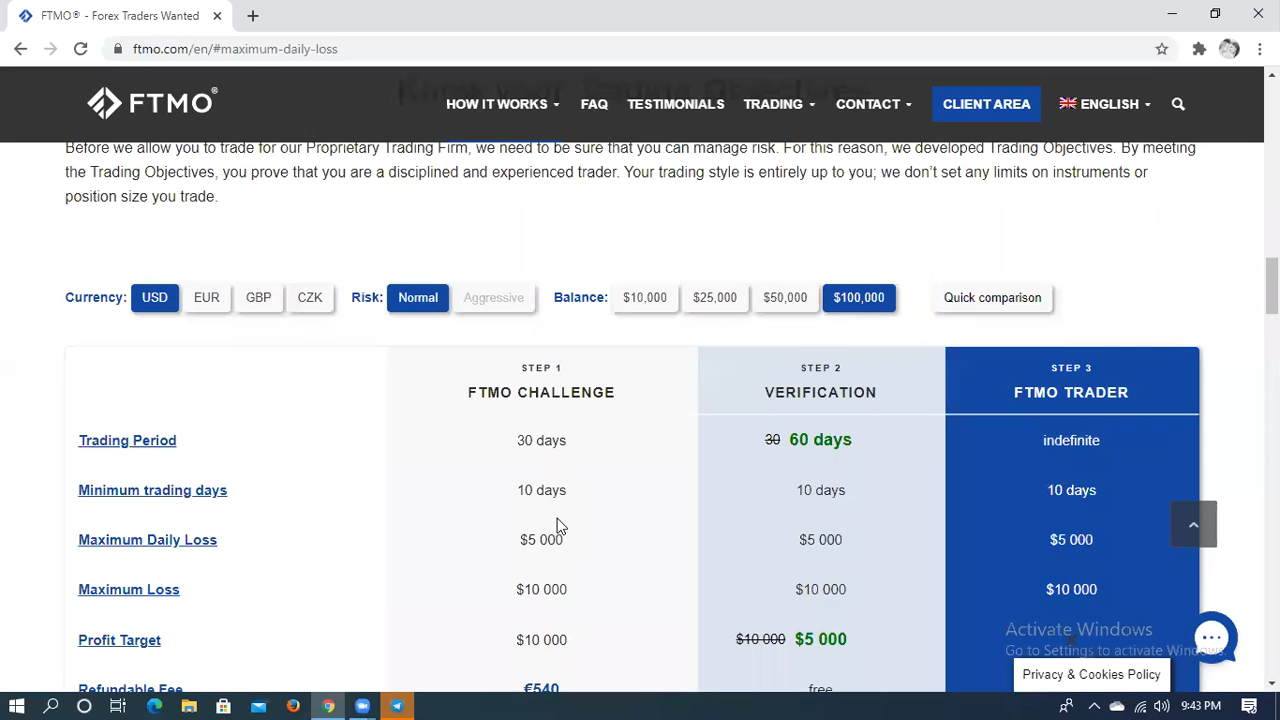 FTMO® - Forex Traders Wanted
ftmo.com/en/#maximum-daily-loss
FTMO®
HOW IT WORKS
FAQ
TESTIMONIALS
TRADING
CONTACT
CLIENT AREA
ENGLISH
Before we allow you to trade for our Proprietary Trading Firm, we need to be sure that you can manage risk. For this reason, we developed Trading Objectives. By meeting
the Trading Objectives, you prove that you are a disciplined and experienced trader. Your trading style is entirely up to you; we don't set any limits on instruments or
position size you trade.
Currency: USD EUR GBP CZK Risk: Normal Aggressive Balance: $10,000 $25,000 $50,000 $100,000 Quick comparison
STEP 1 STEP 2 STEP 3
FTMO CHALLENGE VERIFICATION FTMO TRADER
Trading Period 30 days 30 60 days indefinite
Minimum trading days 10 days 10 days 10 days
Maximum Daily Loss $5 000 $5 000 $5 000
Maximum Loss $10 000 $10 000 $10 000
Profit Target $10 000 $10 000 $5 000
Refundable Fee €540 free
Activate Windows
Go to Settings to activate Windows.
Privacy & Cookies Policy
9:43 PM